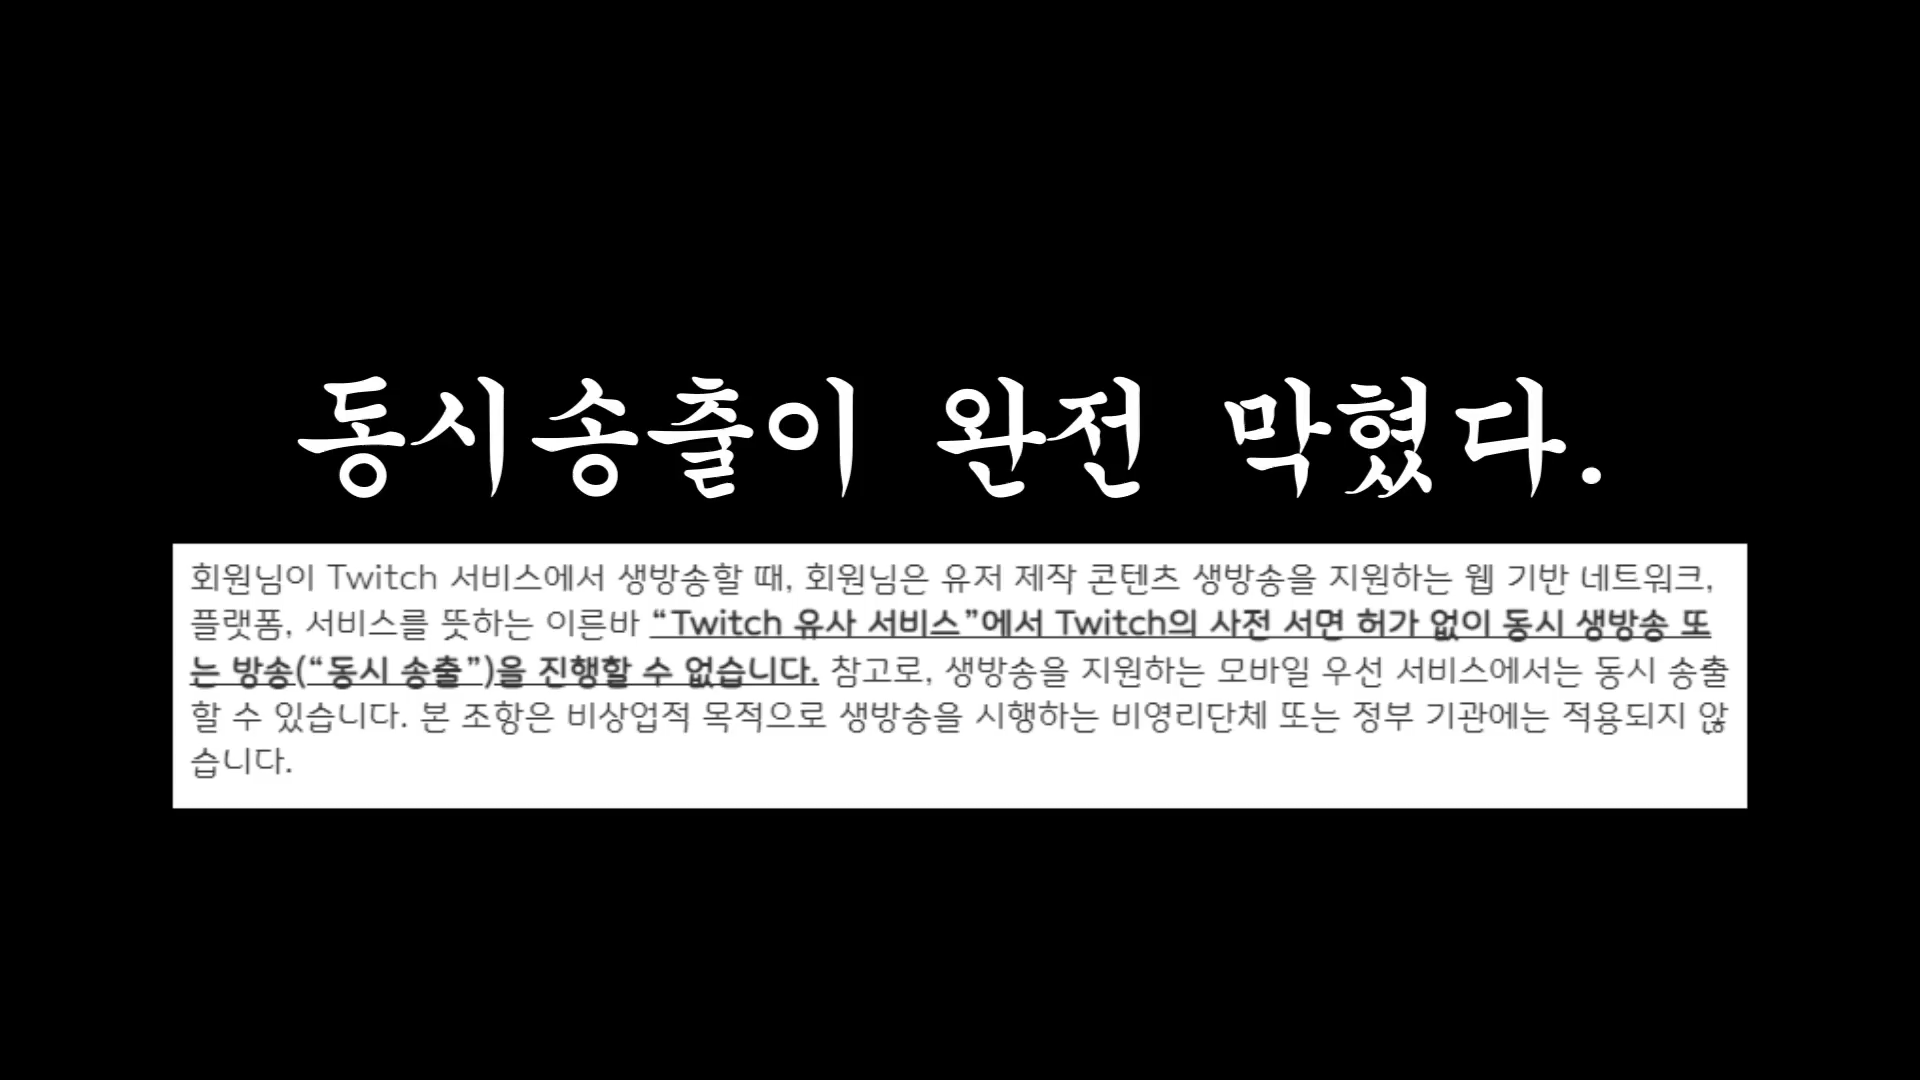 동시송출이 완전 막혔다.
회원님이 Twitch 서비스에서 생방송할 때, 회원님은 유저 제작 콘텐츠 생방송을 지원하는 웹 기반 네트워크,
플랫폼, 서비스를 뜻하는 이른바 “Twitch 유사 서비스”에서 Twitch의 사전 서면 허가 없이 동시 생방송 또
는 방송(“동시 송출”)을 진행할 수 없습니다. 참고로, 생방송을 지원하는 모바일 우선 서비스에서는 동시 송출
할 수 있습니다. 본 조항은 비상업적 목적으로 생방송을 시행하는 비영리단체 또는 정부 기관에는 적용되지 않
습니다.